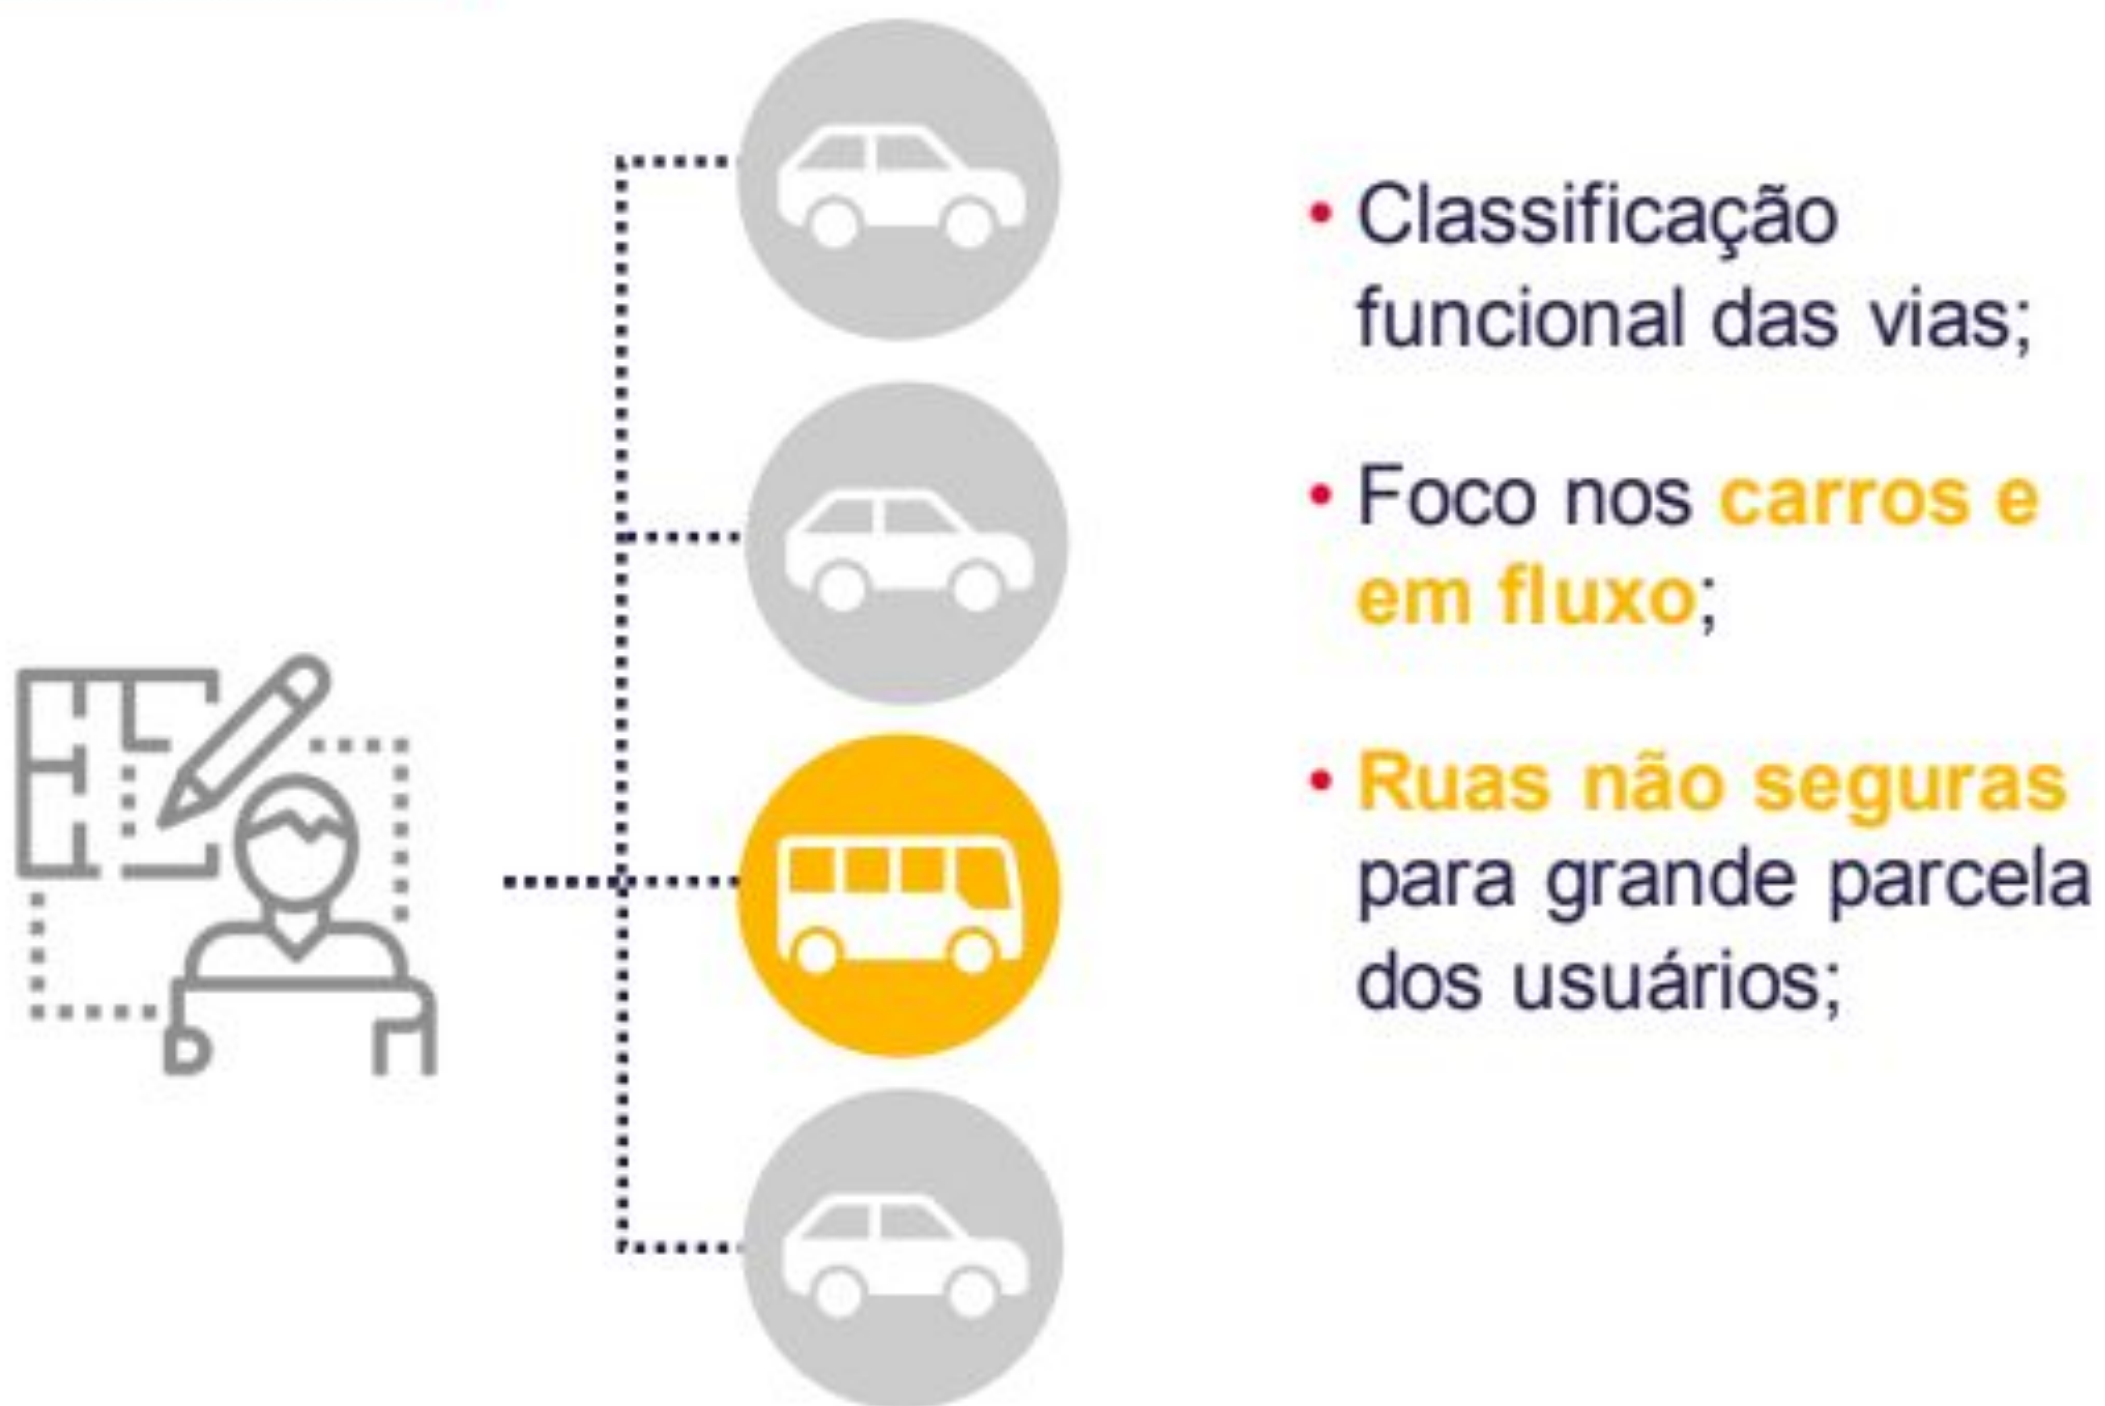 • Classificação
funcional das vias;
• Foco nos carros e
em fluxo;
• Ruas não seguras
para grande parcela
dos usuários;